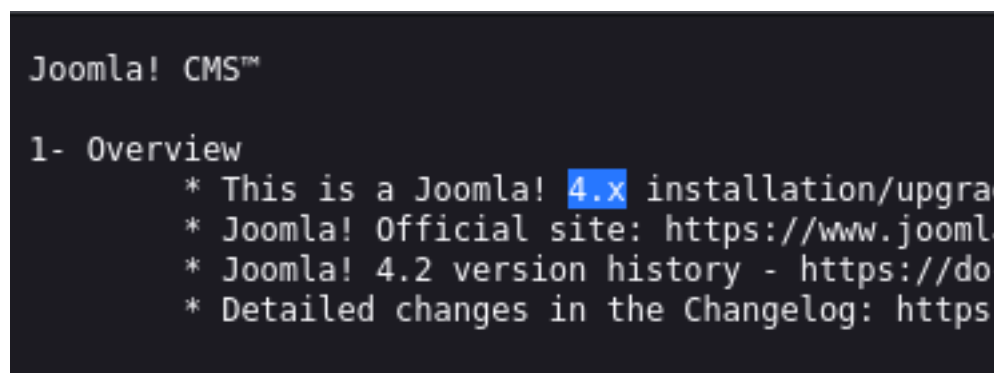 Joomla! CMS™
1- Overview
* This is a Joomla! 4.x installation/upgra
* Joomla! Official site: https://www.jooml
* Joomla! 4.2 version history - https://do
* Detailed changes in the Changelog: https